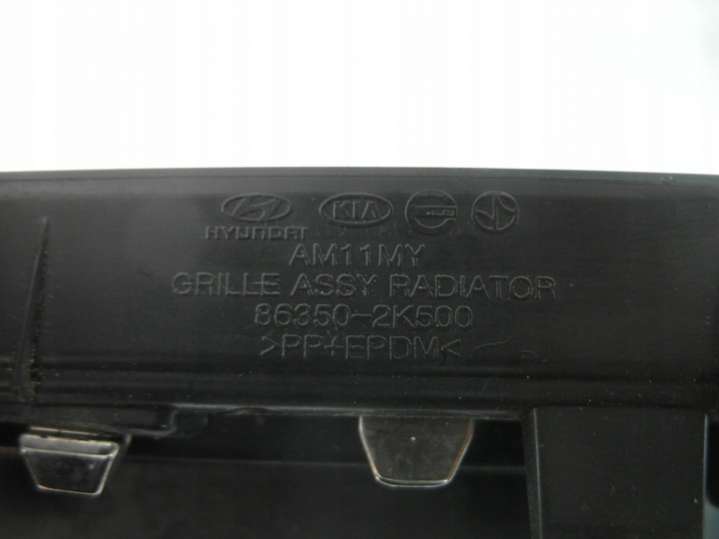 HYUNDAI KIA
AM11MY
GRILLE ASSY RADIATOR
86350-2K500
>PP+EPDM<